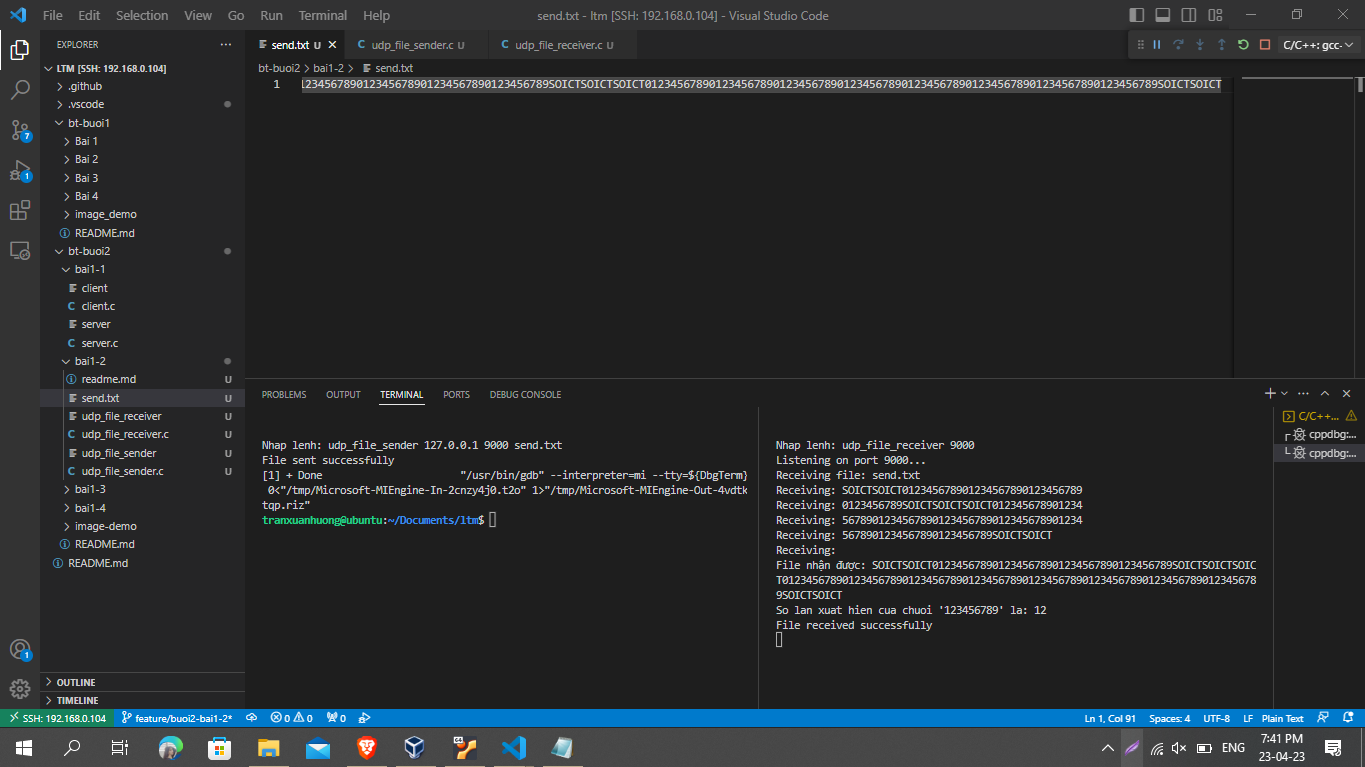 File Edit Selection View Go Run Terminal Help
send.txt - ltm [SSH: 192.168.0.104] - Visual Studio Code
EXPLORER
LTM [SSH: 192.168.0.104]
.github
.vscode
bt-buoi1
Bai 1
Bai 2
Bai 3
Bai 4
image_demo
README.md
bt-buoi2
bai1-1
client
client.c
server
server.c
bai1-2
readme.md U
send.txt U
udp_file_receiver U
udp_file_receiver.c U
udp_file_sender U
udp_file_sender.c U
bai1-3
bai1-4
image-demo
README.md
README.md
OUTLINE
TIMELINE
7
1
1
send.txt U
udp_file_sender.c U
udp_file_receiver.c U
C/C++: gcc-
bt-buoi2 > bai1-2 > send.txt
1
PROBLEMS OUTPUT TERMINAL PORTS DEBUG CONSOLE
Nhap lenh: udp_file_sender 127.0.0.1 9000 send.txt
File sent successfully
[1] + Done "/usr/bin/gdb" --interpreter=mi --tty=${DbgTerm}
0<"/tmp/Microsoft-MIEngine-In-2cnzy4j0.t2o" 1>"/tmp/Microsoft-MIEngine-Out-4vdtk
tqp.riz"
tranxuanhuong@ubuntu:~/Documents/ltm$
Nhap lenh: udp_file_receiver 9000
Listening on port 9000...
Receiving file: send.txt
Receiving: SOICTSOICT012345678901234567890123456789
Receiving: 0123456789SOICTSOICTSOICT012345678901234
Receiving: 5678901234567890123456789012345678901234
Receiving: 5678901234567890123456789SOICTSOICT
Receiving:
File nhận được: SOICTSOICT0123456789012345678901234567890123456789SOICTSOICTSOIC
T0123456789012345678901234567890123456789012345678901234567890123456789012345678
9SOICTSOICT
So lan xuat hien cua chuoi '123456789' la: 12
File received successfully
C/C++...
cppdbg:...
cppdbg:...
SSH: 192.168.0.104 feature/buoi2-bai1-2* 0 0 0
Ln 1, Col 91 Spaces: 4 UTF-8 LF Plain Text
ENG
7:41 PM
23-04-23